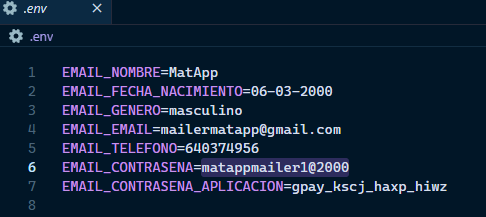 .env
.env
1 EMAIL_NOMBRE=MatApp
2 EMAIL_FECHA_NACIMIENTO=06-03-2000
3 EMAIL_GENERO=masculino
4 EMAIL_EMAIL=mailermatapp@gmail.com
5 EMAIL_TELEFONO=640374956
6 EMAIL_CONTRASENA=matappmailer1@2000
7 EMAIL_CONTRASENA_APLICACION=gpay_kscj_haxp_hiwz
8